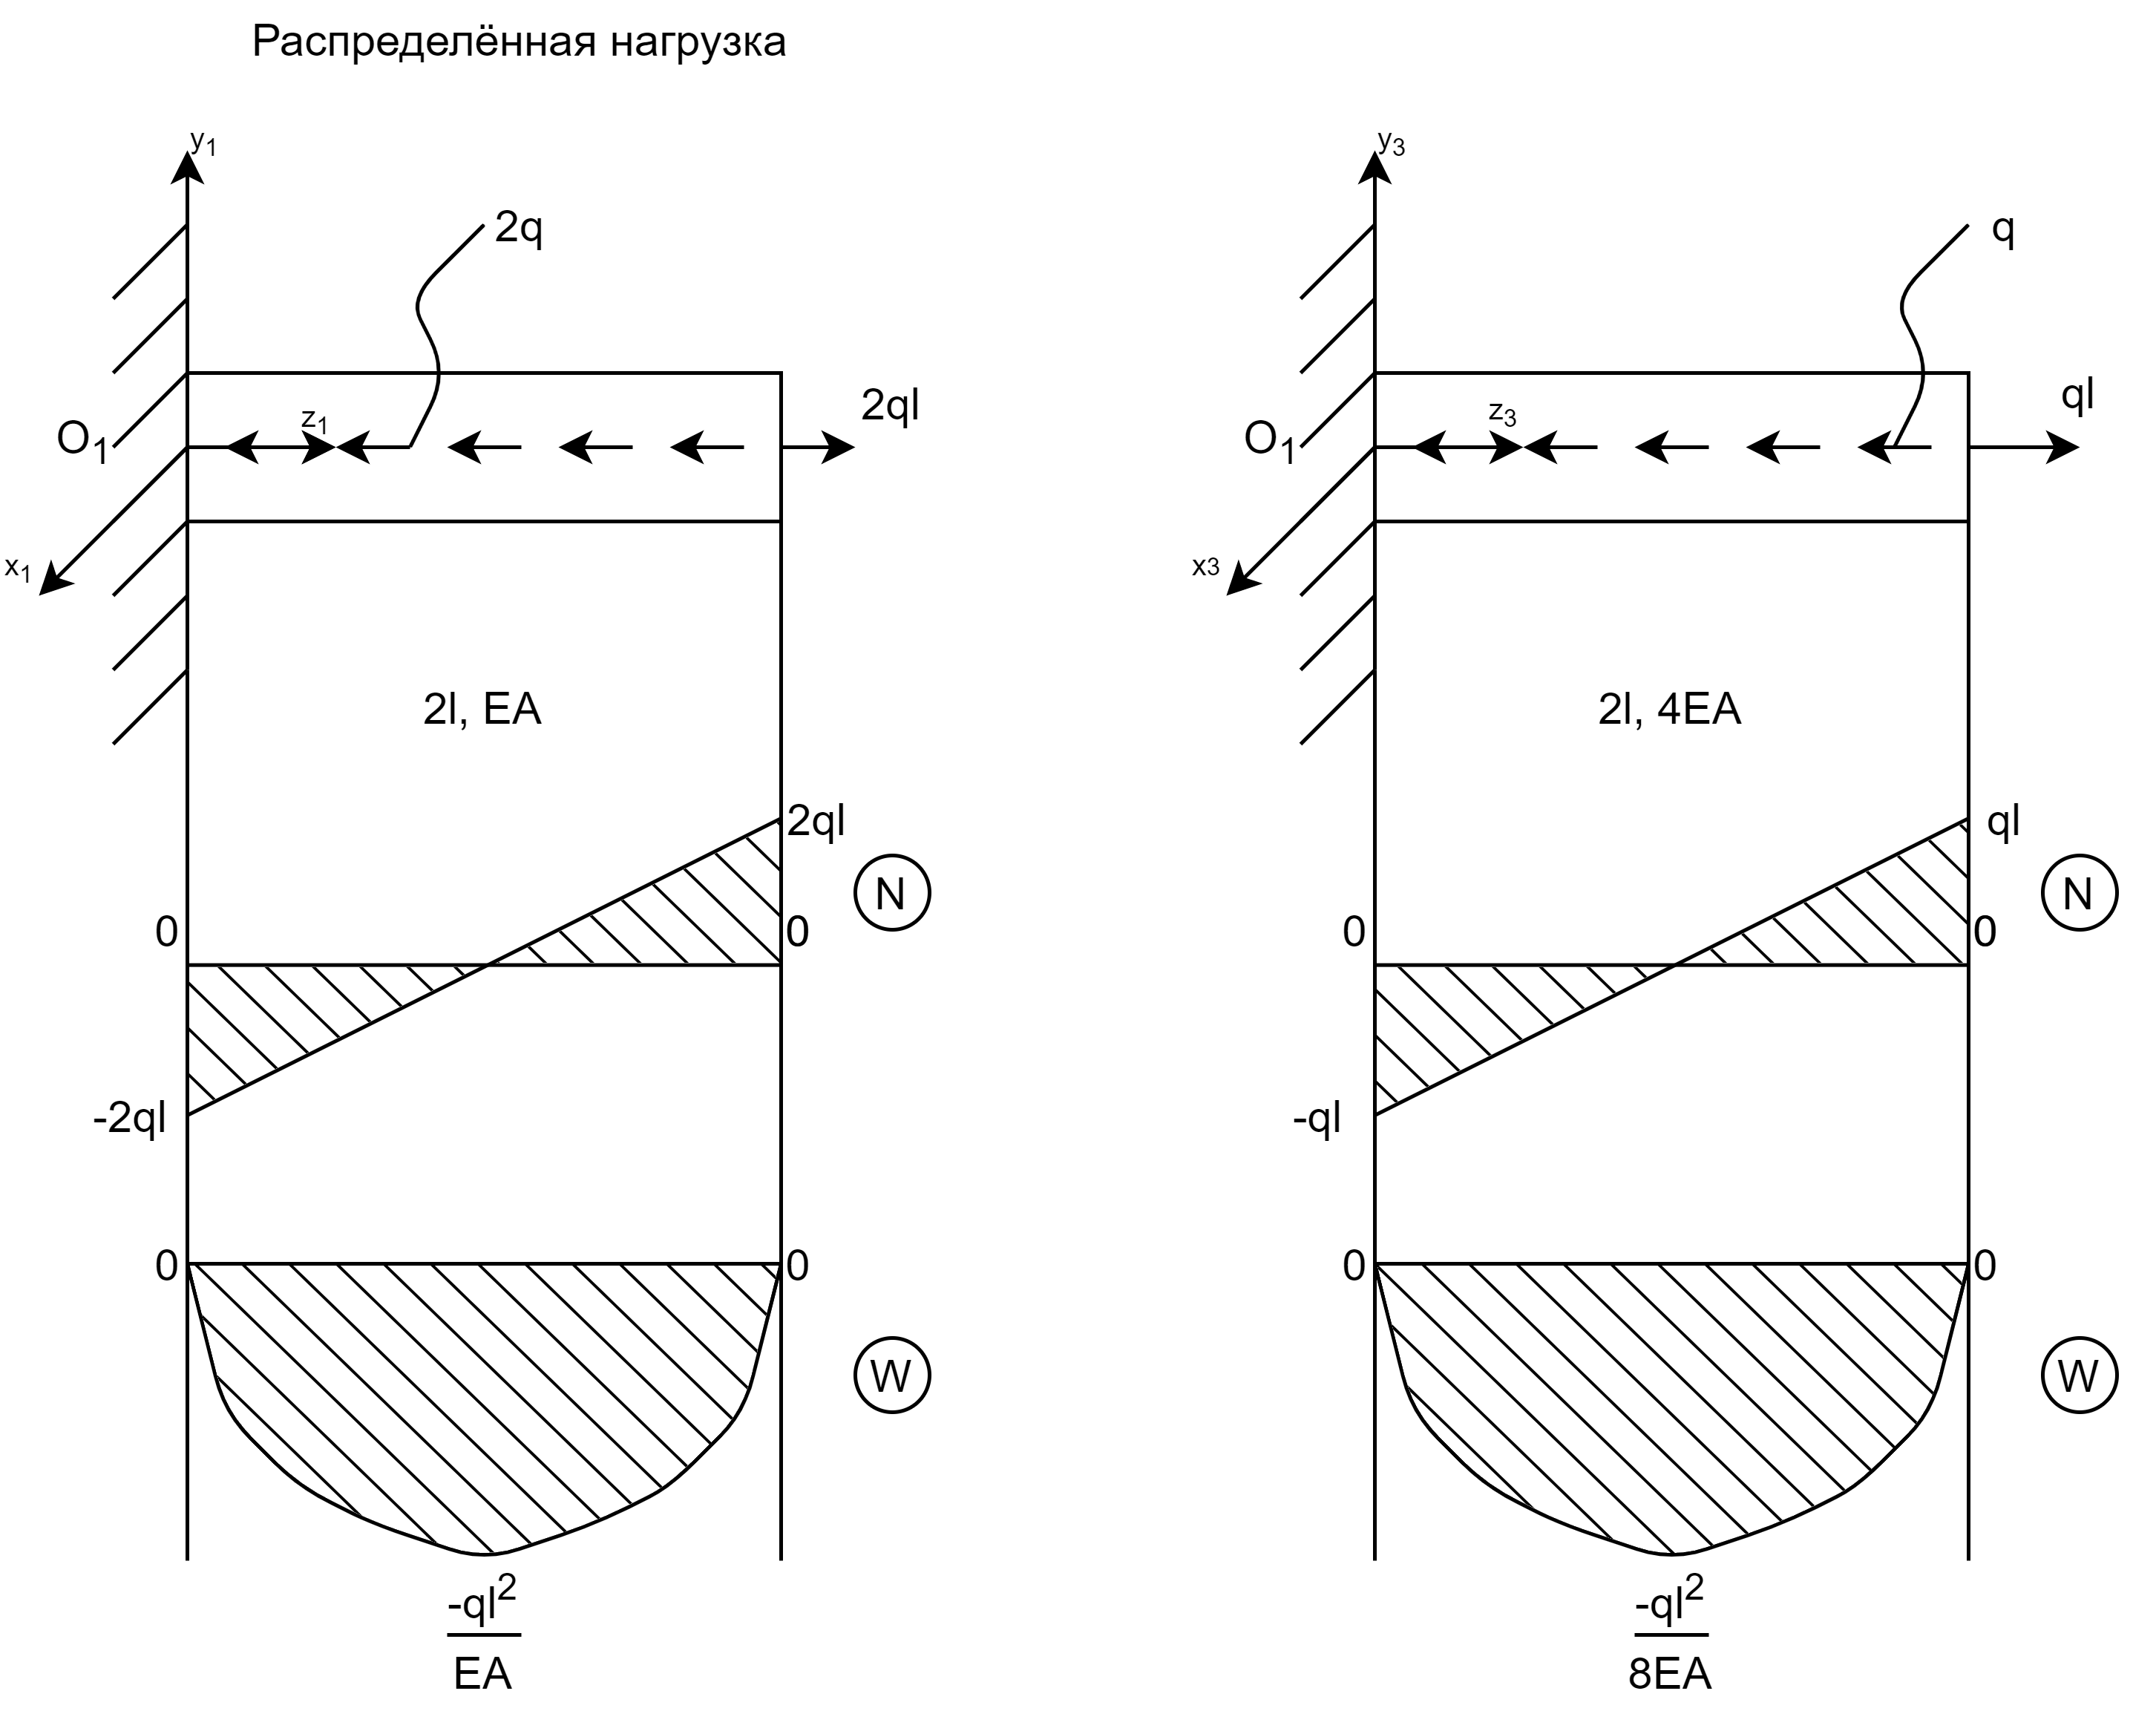 Распределённая нагрузка
y₁
2q
2ql
z₁
O₁
x₁
2l, EA
2ql
N
0
0
-2ql
0
0
W
-ql²
EA
y₃
q
ql
z₃
O₁
x3
2l, 4EA
ql
N
0
0
-ql
0
0
W
-ql²
8EA